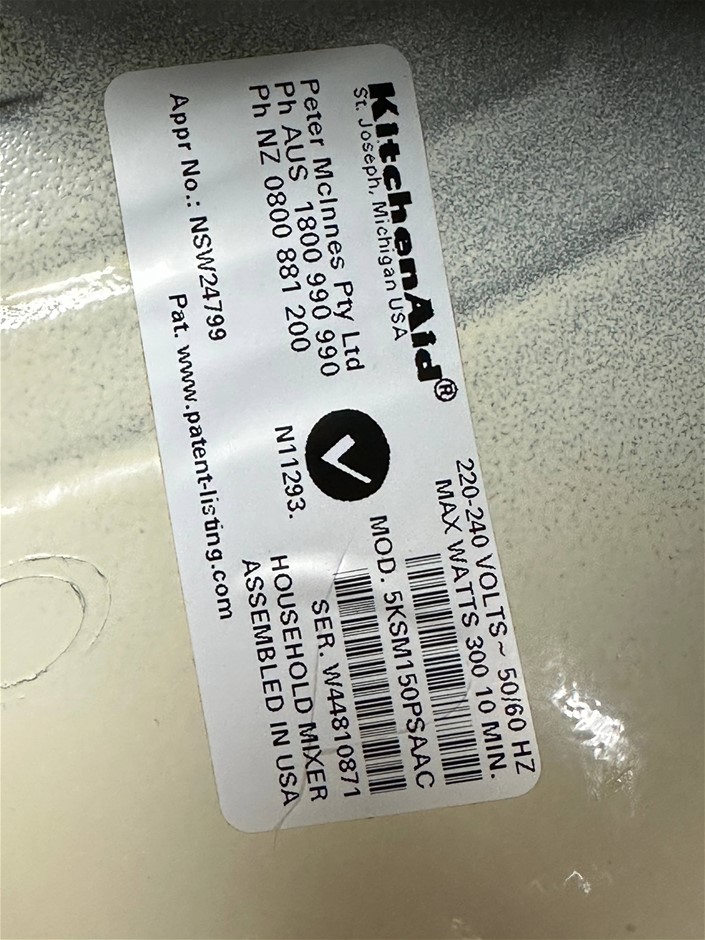 KitchenAid®
St. Joseph, Michigan USA
Peter McInnes Pty Ltd
Ph AUS 1800 990 990
Ph NZ 0800 881 200
Appr No.: NSW24799
Pat. www.patent-listing.com
N11293.
220-240 VOLTS~ 50/60 HZ
MAX WATTS 300 10 MIN.
MOD. 5KSM150PSAAC
SER. W44810871
HOUSEHOLD MIXER
ASSEMBLED IN USA